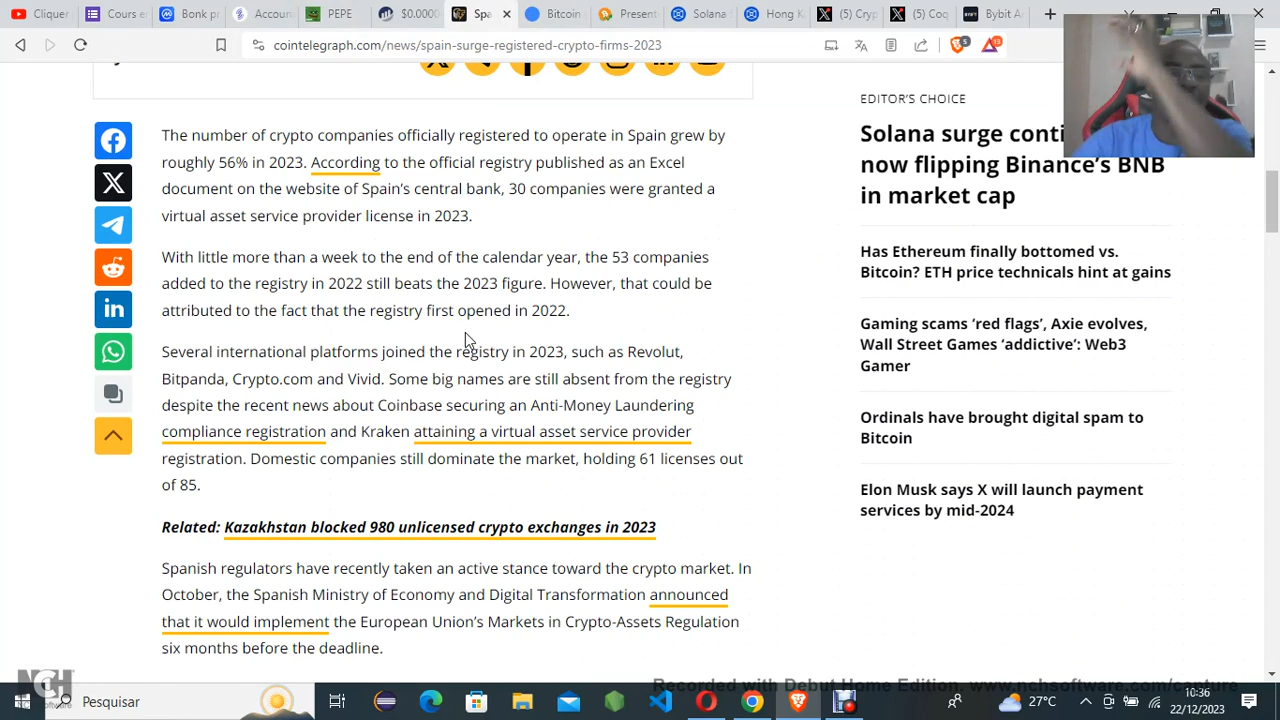 Cliquer
Cours e
Bonk p
Account
PEPE
$0.0000
Spa
Bitcoin
Present
Solana
Hong K
(5) Cryp
(5) Coq
Bybit A
cointelegraph.com/news/spain-surge-registered-crypto-firms-2023
5
13
EDITOR'S CHOICE
Solana surge conti
now flipping Binance's BNB
in market cap
Has Ethereum finally bottomed vs.
Bitcoin? ETH price technicals hint at gains
Gaming scams 'red flags', Axie evolves,
Wall Street Games 'addictive': Web3
Gamer
Ordinals have brought digital spam to
Bitcoin
Elon Musk says X will launch payment
services by mid-2024
The number of crypto companies officially registered to operate in Spain grew by
roughly 56% in 2023. According to the official registry published as an Excel
document on the website of Spain's central bank, 30 companies were granted a
virtual asset service provider license in 2023.
With little more than a week to the end of the calendar year, the 53 companies
added to the registry in 2022 still beats the 2023 figure. However, that could be
attributed to the fact that the registry first opened in 2022.
Several international platforms joined the registry in 2023, such as Revolut,
Bitpanda, Crypto.com and Vivid. Some big names are still absent from the registry
despite the recent news about Coinbase securing an Anti-Money Laundering
compliance registration and Kraken attaining a virtual asset service provider
registration. Domestic companies still dominate the market, holding 61 licenses out
of 85.
Related: Kazakhstan blocked 980 unlicensed crypto exchanges in 2023
Spanish regulators have recently taken an active stance toward the crypto market. In
October, the Spanish Ministry of Economy and Digital Transformation announced
that it would implement the European Union's Markets in Crypto-Assets Regulation
six months before the deadline.
NCH
Recorded with Debut Home Edition. www.nchsoftware.com/capture
Pesquisar
27°C
10:36
22/12/2023